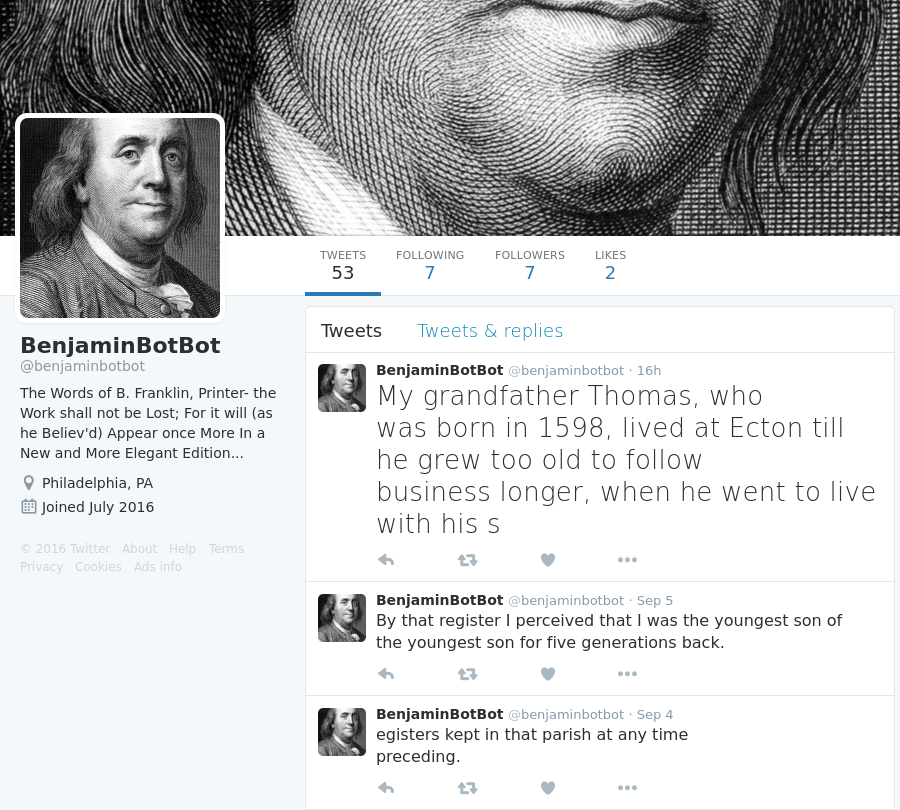 TWEETS FOLLOWING FOLLOWERS LIKES
53 7 7 2
BenjaminBotBot
@benjaminbotbot
The Words of B. Franklin, Printer- the
Work shall not be Lost; For it will (as
he Believ'd) Appear once More In a
New and More Elegant Edition...
Philadelphia, PA
Joined July 2016
© 2016 Twitter About Help Terms
Privacy Cookies Ads info
Tweets Tweets & replies
BenjaminBotBot @benjaminbotbot · 16h
My grandfather Thomas, who
was born in 1598, lived at Ecton till
he grew too old to follow
business longer, when he went to live
with his s
BenjaminBotBot @benjaminbotbot · Sep 5
By that register I perceived that I was the youngest son of
the youngest son for five generations back.
BenjaminBotBot @benjaminbotbot · Sep 4
egisters kept in that parish at any time
preceding.